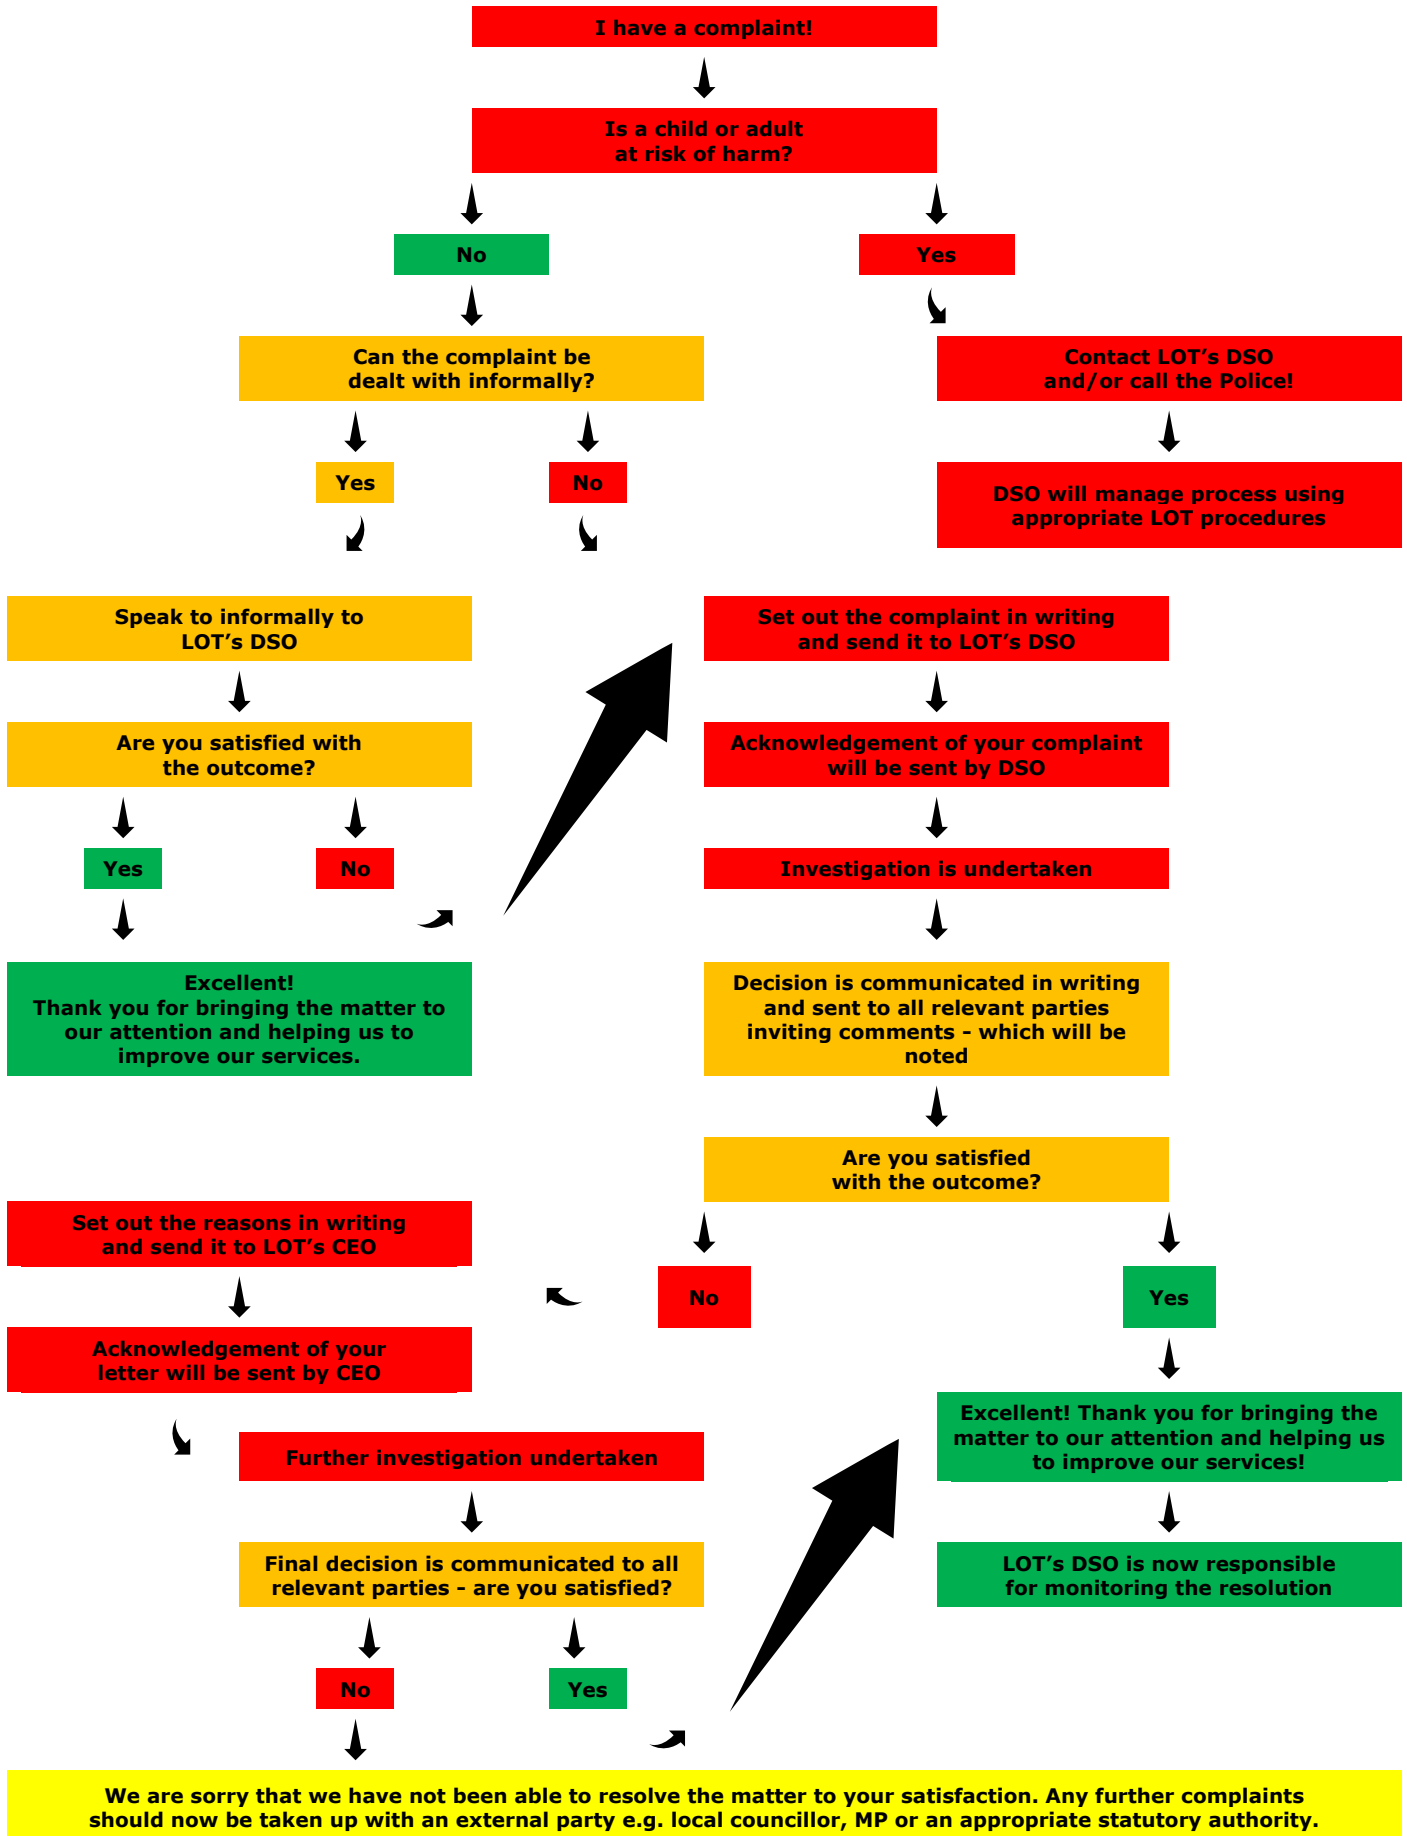 I have a complaint!
Is a child or adult
at risk of harm?
No
Yes
Can the complaint be
dealt with informally?
Contact LOT’s DSO
and/or call the Police!
Yes
No
DSO will manage process using
appropriate LOT procedures
Speak to informally to
LOT’s DSO
Set out the complaint in writing
and send it to LOT’s DSO
Are you satisfied with
the outcome?
Acknowledgement of your complaint
will be sent by DSO
Yes
No
Investigation is undertaken
Excellent!
Thank you for bringing the matter to
our attention and helping us to
improve our services.
Decision is communicated in writing
and sent to all relevant parties
inviting comments – which will be
noted
Are you satisfied
with the outcome?
Set out the reasons in writing
and send it to LOT’s CEO
No
Yes
Acknowledgement of your
letter will be sent by CEO
Excellent! Thank you for bringing the
matter to our attention and helping us
to improve our services!
Further investigation undertaken
Final decision is communicated to all
relevant parties – are you satisfied?
LOT’s DSO is now responsible
for monitoring the resolution
No
Yes
We are sorry that we have not been able to resolve the matter to your satisfaction. Any further complaints
should now be taken up with an external party e.g. local councillor, MP or an appropriate statutory authority.